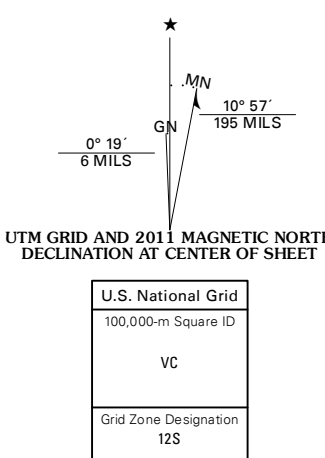 ★
MN
GN
10° 57´
195 MILS
0° 19´
6 MILS
UTM GRID AND 2011 MAGNETIC NORTH
DECLINATION AT CENTER OF SHEET
U.S. National Grid
100,000-m Square ID
VC
Grid Zone Designation
12S